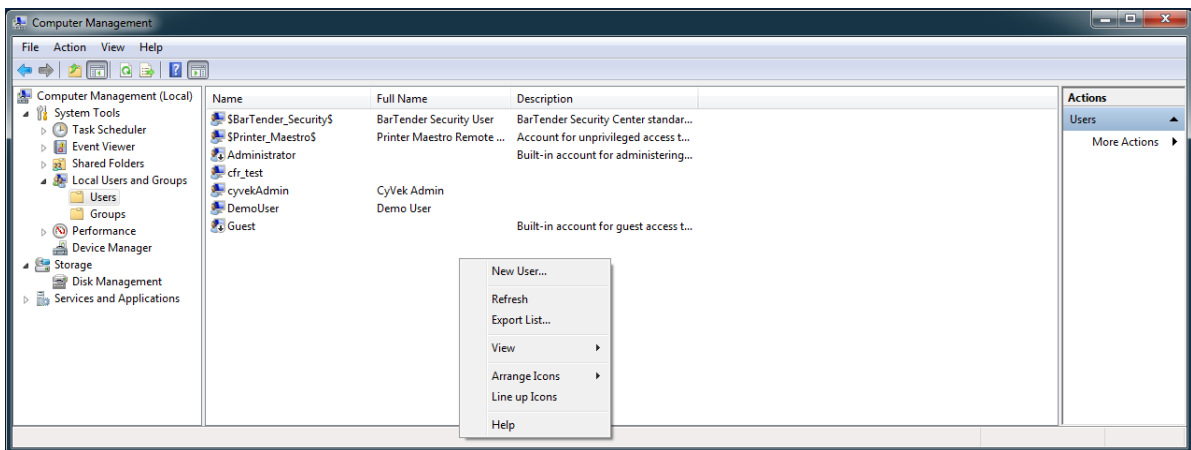 Computer Management
File Action View Help
Computer Management (Local)
System Tools
Task Scheduler
Event Viewer
Shared Folders
Local Users and Groups
Users
Groups
Performance
Device Manager
Storage
Disk Management
Services and Applications
Name Full Name Description
$BarTender_Security$ BarTender Security User BarTender Security Center standar...
$Printer_Maestro$ Printer Maestro Remote ... Account for unprivileged access t...
Administrator Built-in account for administering...
cfr_test
cyvekAdmin CyVek Admin
DemoUser Demo User
Guest Built-in account for guest access t...
New User...
Refresh
Export List...
View
Arrange Icons
Line up Icons
Help
Actions
Users
More Actions